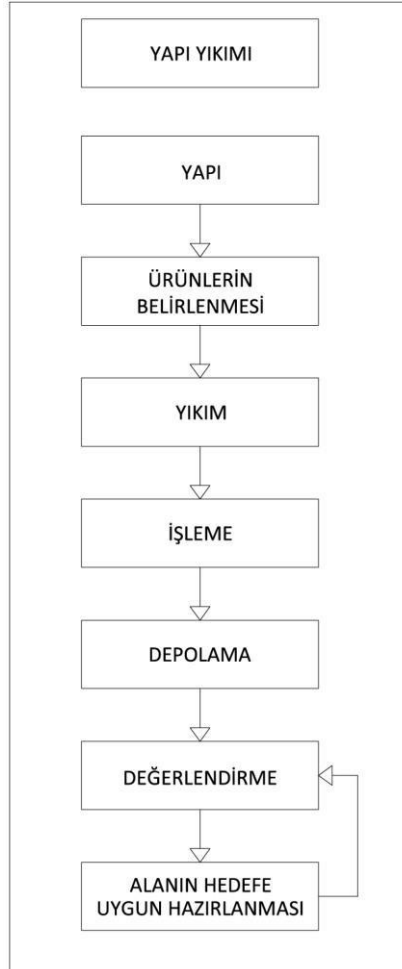 YAPI YIKIMI
YAPI
ÜRÜNLERİN
BELİRLENMESİ
YIKIM
İŞLEME
DEPOLAMA
DEĞERLENDİRME
ALANIN HEDEFE
UYGUN HAZIRLANMASI